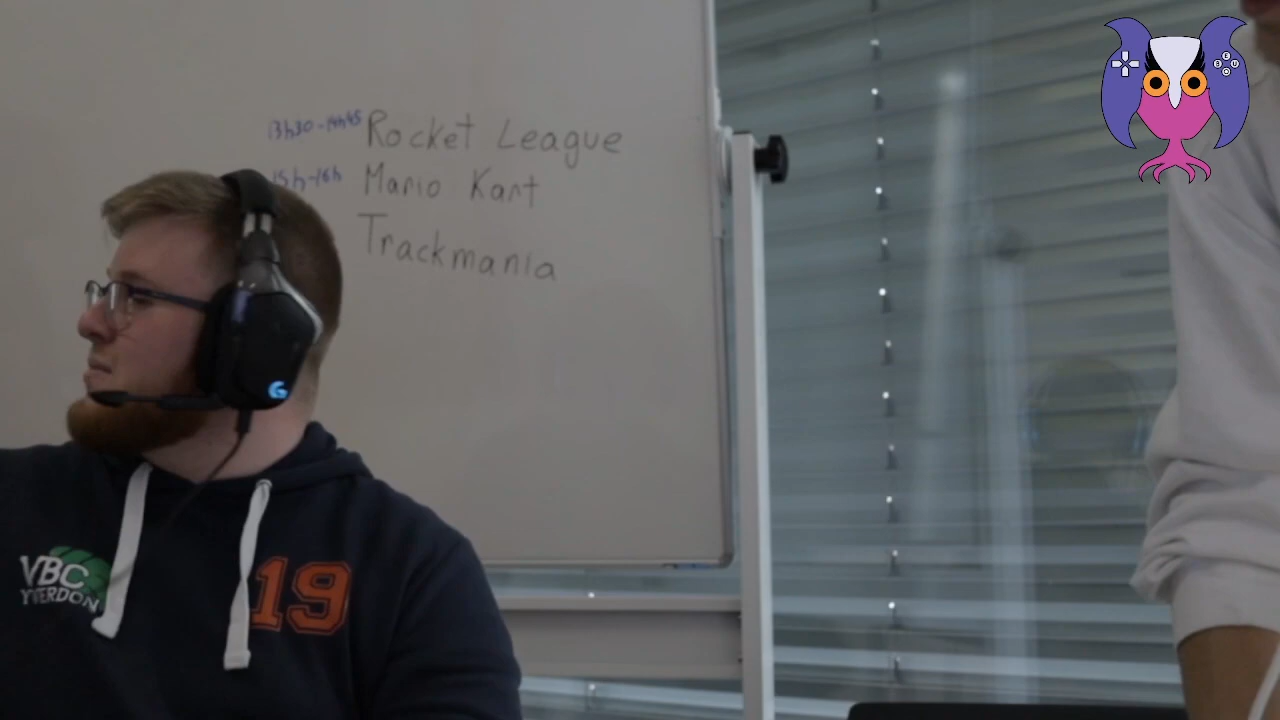 13h30 - 14h45 Rocket League
15h-16h Mario Kart
Trackmania
VBC
YVERDON
19